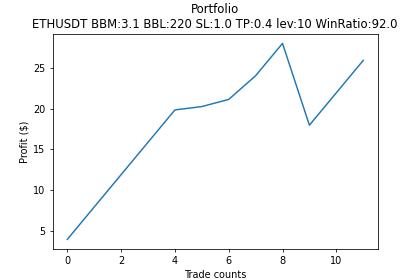 Portfolio
ETHUSDT BBM:3.1 BBL:220 SL:1.0 TP:0.4 lev:10 WinRatio:92.0
25
20
15
10
5
Profit ($)
0 2 4 6 8 10
Trade counts